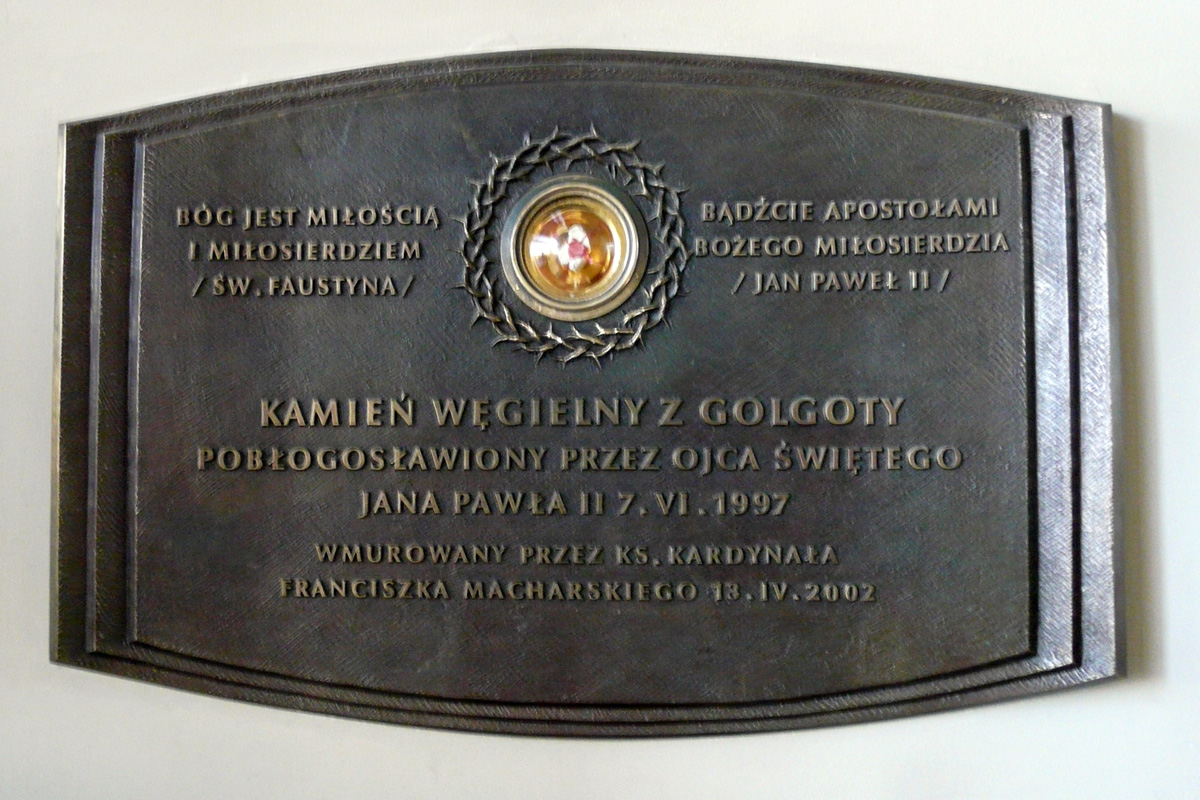 BÓG JEST MIŁOŚCIĄ
I MIŁOSIERDZIEM
/ŚW. FAUSTYNA/
BĄDŹCIE APOSTOŁAMI
BOŻEGO MIŁOSIERDZIA
/JAN PAWEŁ II/
KAMIEŃ WĘGIELNY Z GOLGOTY
POBŁOGOSŁAWIONY PRZEZ OJCA ŚWIĘTEGO
JANA PAWŁA II 7.VI.1997
WMUROWANY PRZEZ KS. KARDYNAŁA
FRANCISZKA MACHARSKIEGO 13.IV.2002